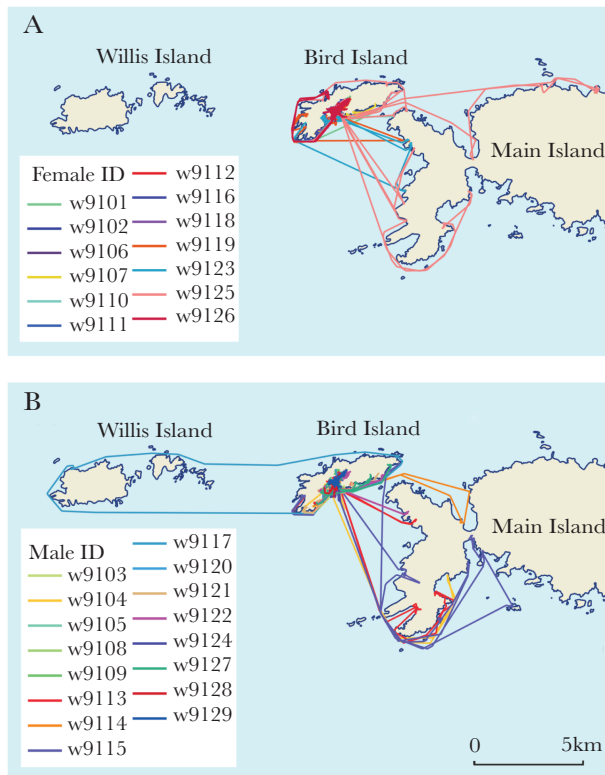 A
Willis Island
Bird Island
Main Island
Female ID
w9101
w9102
w9106
w9107
w9110
w9111
w9112
w9116
w9118
w9119
w9123
w9125
w9126
B
Willis Island
Bird Island
Main Island
Male ID
w9103
w9104
w9105
w9108
w9109
w9113
w9114
w9115
w9117
w9120
w9121
w9122
w9124
w9127
w9128
w9129
0 5km